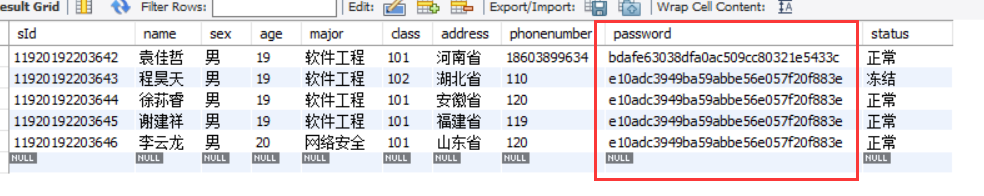 esult Grid Filter Rows: Edit: Export/Import: Wrap Cell Content: IA
sId name sex age major class address phonenumber password status
11920192203642 袁佳哲 男 19 软件工程 101 河南省 18603899634 bdafe63038dfa0ac509cc80321e5433c 正常
11920192203643 程昊天 男 19 软件工程 102 湖北省 110 e10adc3949ba59abbe56e057f20f883e 冻结
11920192203644 徐荪睿 男 19 软件工程 101 安徽省 120 e10adc3949ba59abbe56e057f20f883e 正常
11920192203645 谢建祥 男 19 软件工程 101 福建省 119 e10adc3949ba59abbe56e057f20f883e 正常
11920192203646 李云龙 男 20 网络安全 101 山东省 120 e10adc3949ba59abbe56e057f20f883e 正常
NULL NULL NULL NULL NULL NULL NULL NULL NULL NULL